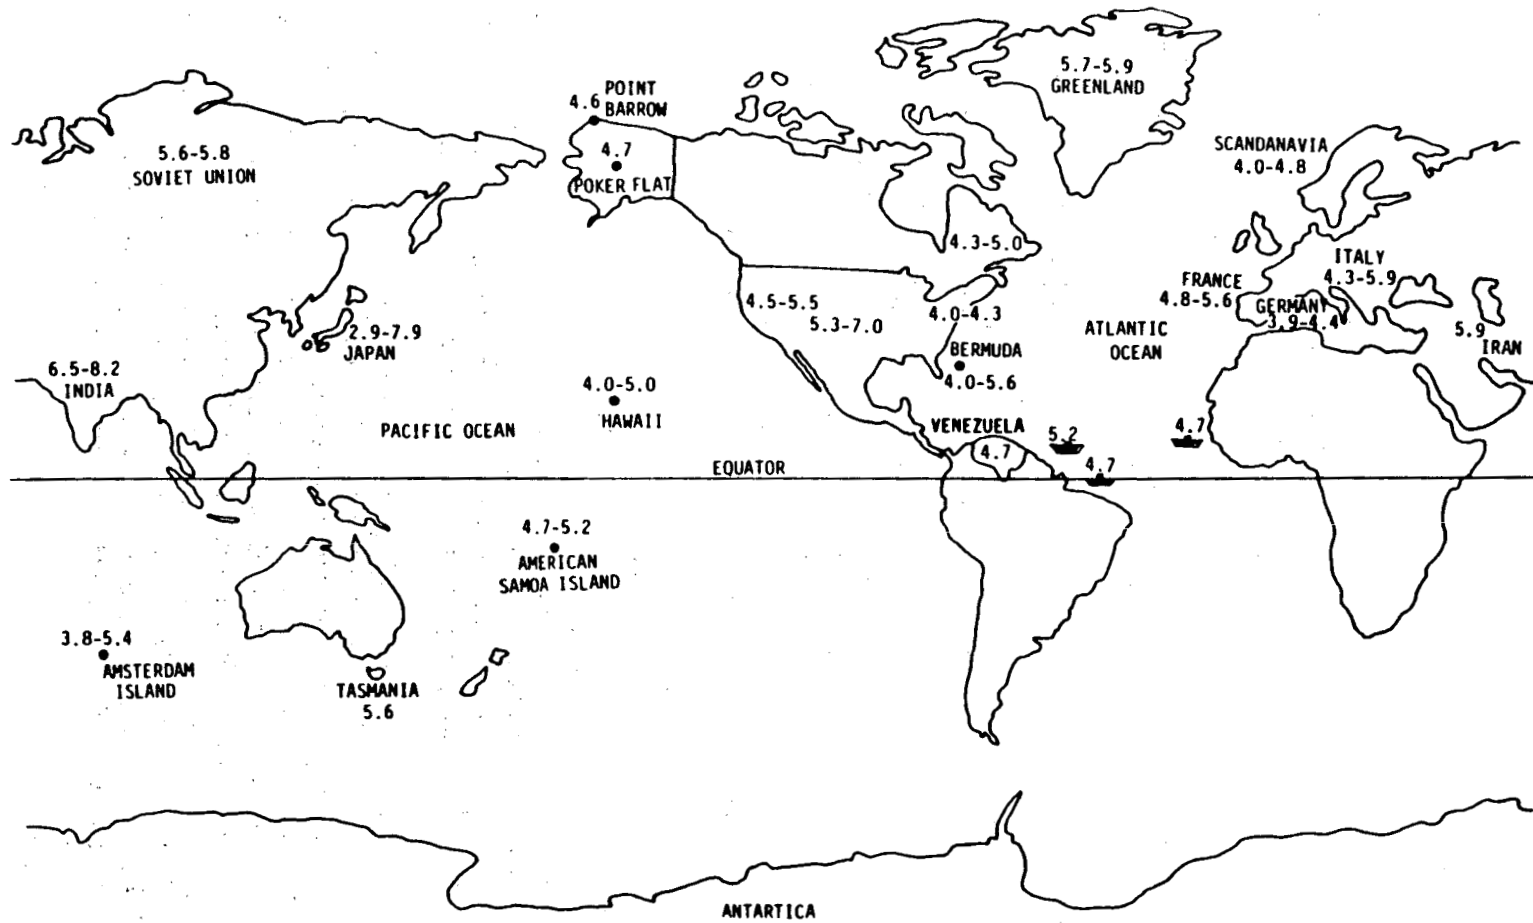 5.7-5.9
GREENLAND
POINT
BARROW
4.6
4.7
POKER FLAT
5.6-5.8
SOVIET UNION
SCANDANAVIA
4.0-4.8
4.3-5.0
ITALY
4.3-5.9
FRANCE
4.8-5.6
GERMANY
3.9-4.4
4.5-5.5
5.3-7.0
4.0-4.3
2.9-7.9
JAPAN
ATLANTIC
OCEAN
5.9
IRAN
BERMUDA
4.0-5.6
6.5-8.2
INDIA
4.0-5.0
HAWAII
PACIFIC OCEAN
VENEZUELA
4.7
5.2
4.7
4.7
EQUATOR
4.7-5.2
AMERICAN
SAMOA ISLAND
3.8-5.4
AMSTERDAM
ISLAND
TASMANIA
5.6
ANTARTICA